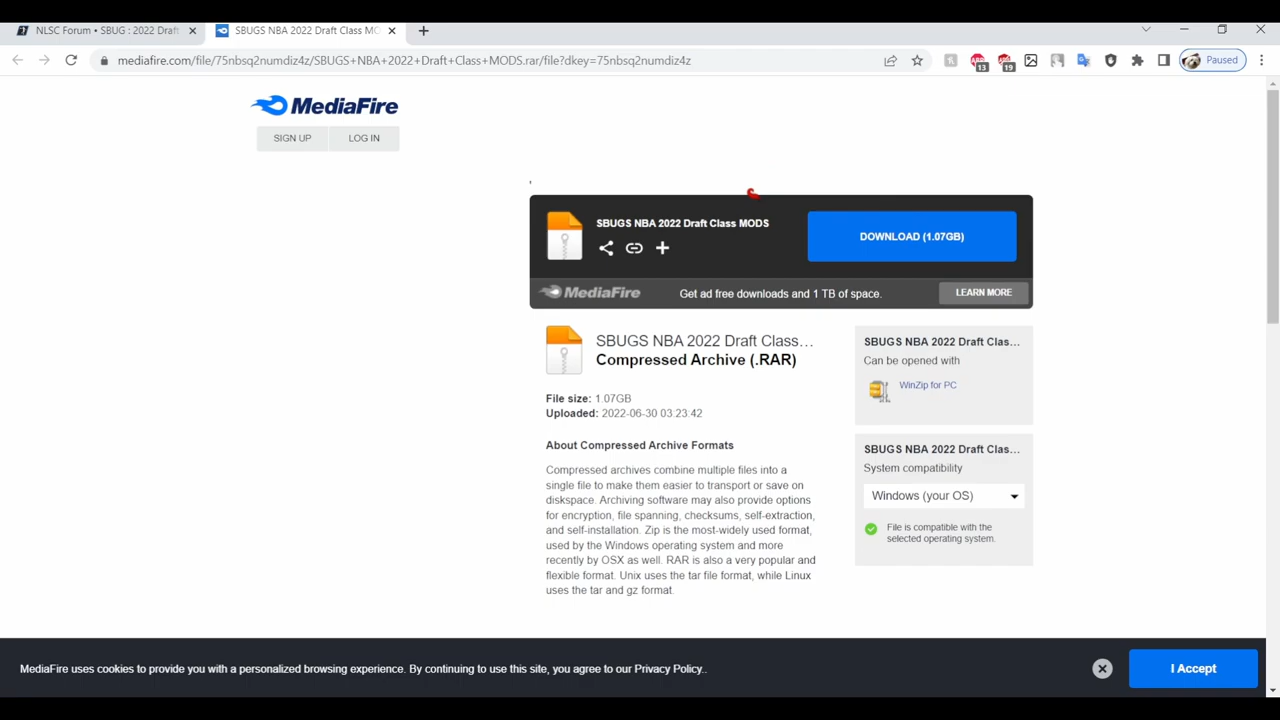 NLSC Forum • SBUG : 2022 Draft
SBUGS NBA 2022 Draft Class MO
mediafire.com/file/75nbsq2numdiz4z/SBUGS+NBA+2022+Draft+Class+MODS.rar/file?dkey=75nbsq2numdiz4z
13
19
Paused
MediaFire
SIGN UP
LOG IN
SBUGS NBA 2022 Draft Class MODS
DOWNLOAD (1.07GB)
MediaFire
Get ad free downloads and 1 TB of space.
LEARN MORE
SBUGS NBA 2022 Draft Class…
Compressed Archive (.RAR)
File size: 1.07GB
Uploaded: 2022-06-30 03:23:42
About Compressed Archive Formats
Compressed archives combine multiple files into a
single file to make them easier to transport or save on
diskspace. Archiving software may also provide options
for encryption, file spanning, checksums, self-extraction,
and self-installation. Zip is the most-widely used format,
used by the Windows operating system and more
recently by OSX as well. RAR is also a very popular and
flexible format. Unix uses the tar file format, while Linux
uses the tar and gz format.
SBUGS NBA 2022 Draft Clas…
Can be opened with
WinZip for PC
SBUGS NBA 2022 Draft Clas…
System compatibility
Windows (your OS)
File is compatible with the
selected operating system.
MediaFire uses cookies to provide you with a personalized browsing experience. By continuing to use this site, you agree to our Privacy Policy..
I Accept